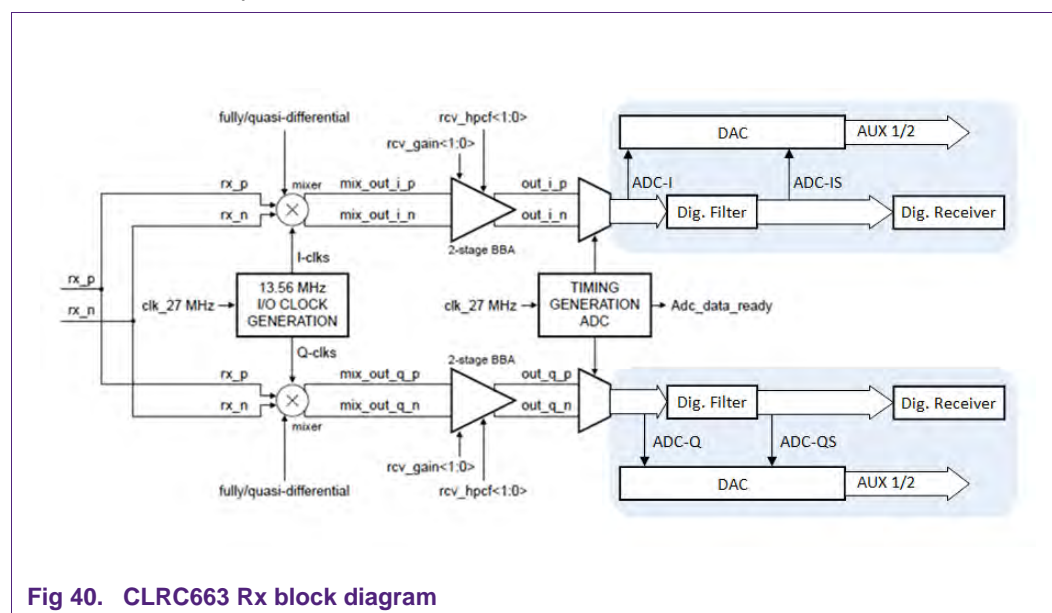 fully/quasi-differential
rcv_hpcf<1:0>
rcv_gain<1:0>
DAC
AUX 1/2
rx_p
mixer
mix_out_i_p
out_i_p
ADC-I
ADC-IS
rx_n
mix_out_i_n
out_i_n
Dig. Filter
Dig. Receiver
2-stage BBA
I-clks
rx_p
rx_n
clk_27 MHz
13.56 MHz
I/O CLOCK
GENERATION
clk_27 MHz
TIMING
GENERATION
ADC
Adc_data_ready
Q-clks
2-stage BBA
rx_p
mix_out_q_p
out_q_p
rx_n
mix_out_q_n
out_q_n
Dig. Filter
Dig. Receiver
mixer
ADC-Q
ADC-QS
rcv_gain<1:0>
fully/quasi-differential
rcv_hpcf<1:0>
DAC
AUX 1/2
Fig 40. CLRC663 Rx block diagram